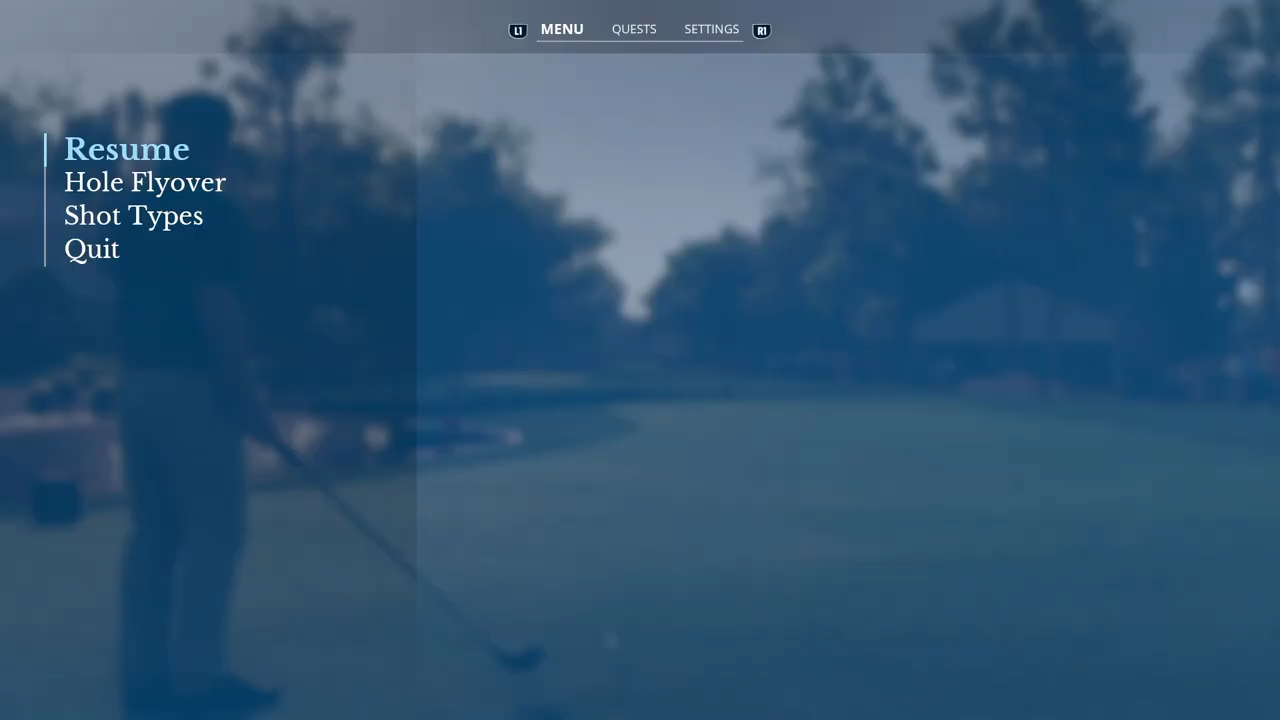 L1 MENU QUESTS SETTINGS R1
Resume
Hole Flyover
Shot Types
Quit